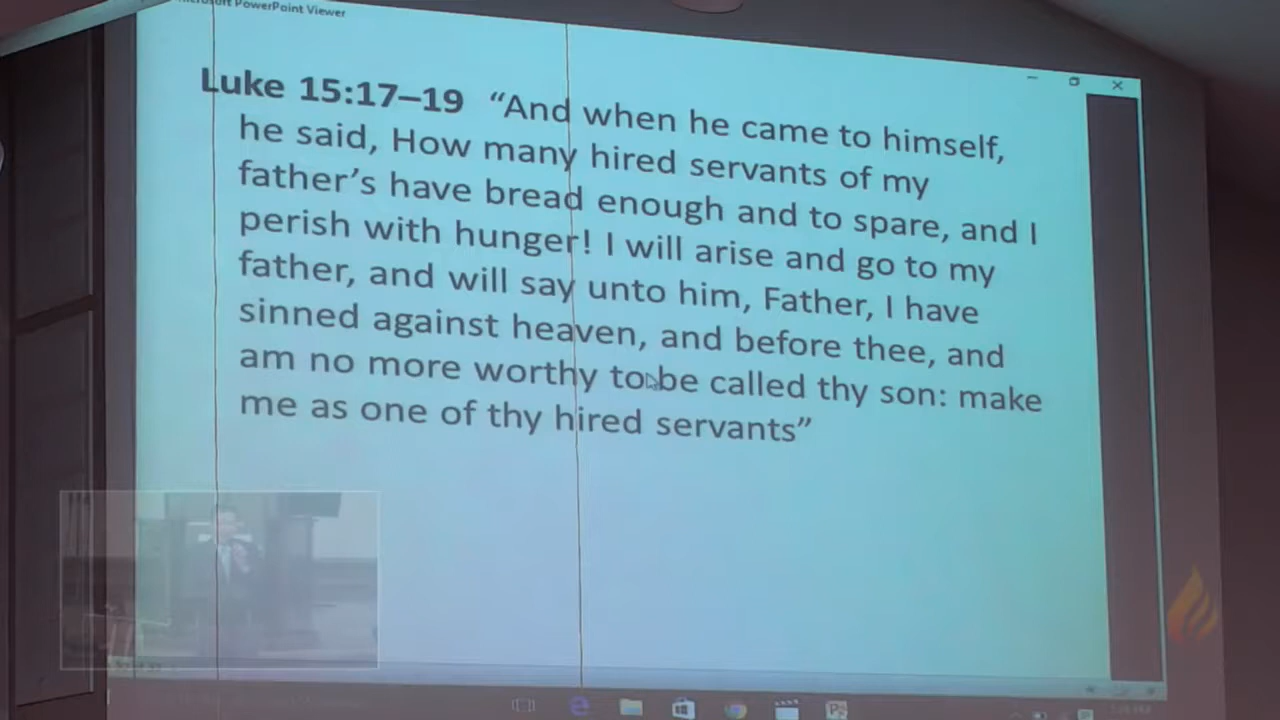 Microsoft PowerPoint Viewer
Luke 15:17–19 “And when he came to himself,
he said, How many hired servants of my
father’s have bread enough and to spare, and I
perish with hunger! I will arise and go to my
father, and will say unto him, Father, I have
sinned against heaven, and before thee, and
am no more worthy to be called thy son: make
me as one of thy hired servants”